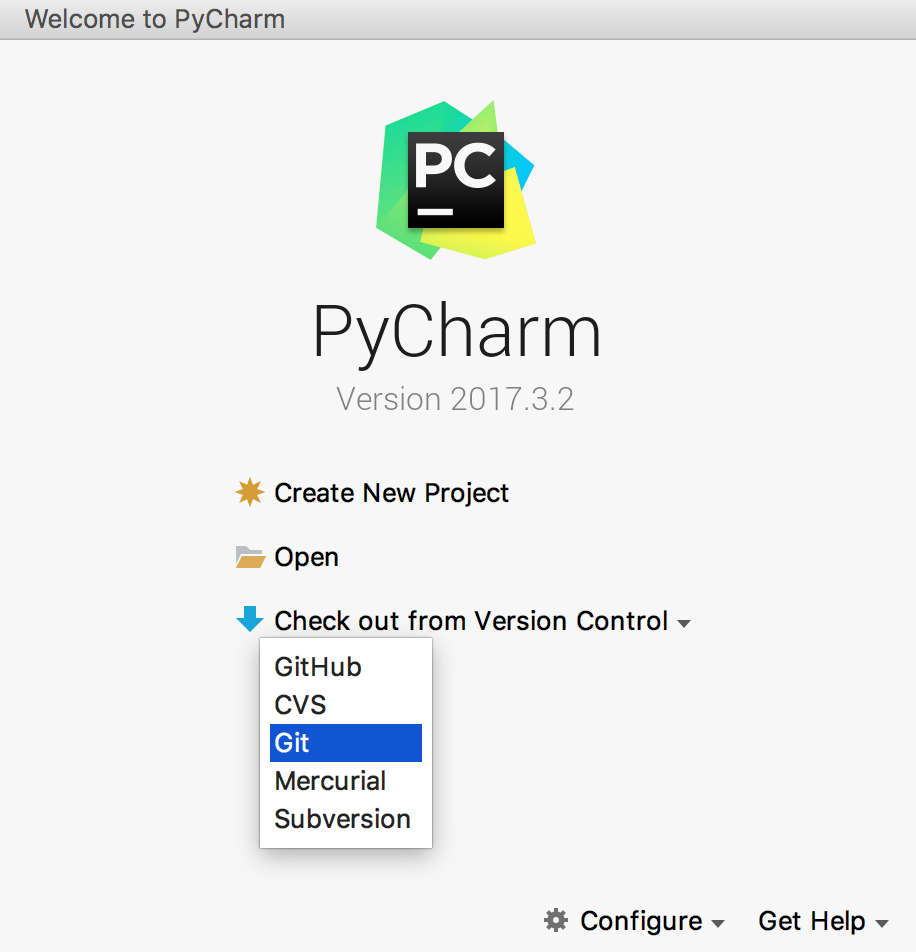 Welcome to PyCharm
PC
PyCharm
Version 2017.3.2
Create New Project
Open
Check out from Version Control
GitHub
CVS
Git
Mercurial
Subversion
Configure
Get Help